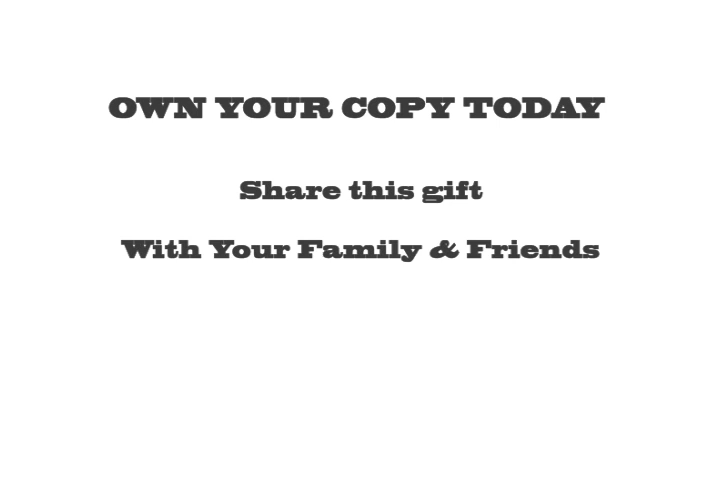 OWN YOUR COPY TODAY
Share this gift
With Your Family & Friends